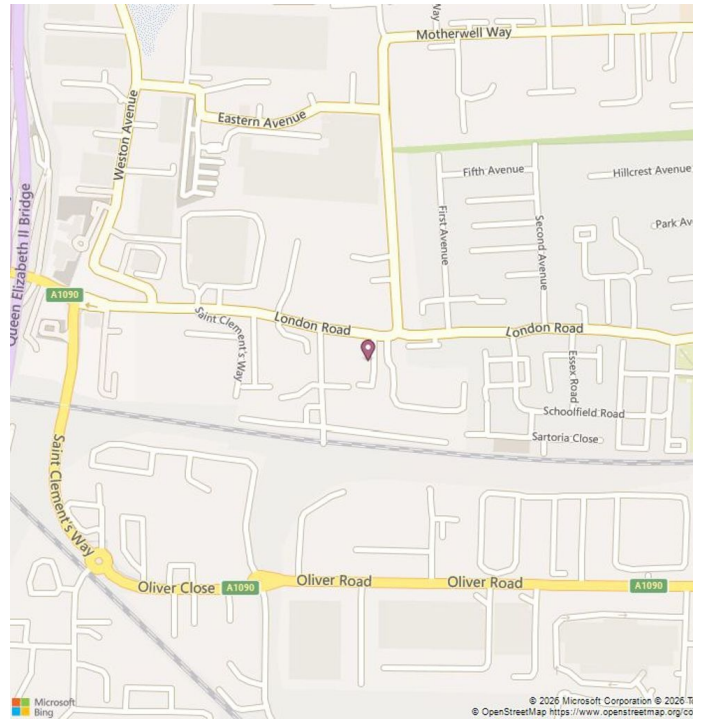 Way
Motherwell Way
Eastern Avenue
Weston Avenue
Fifth Avenue
Hillcrest Avenue
First Avenue
Second Avenue
Park Av
Queen Elizabeth II Bridge
A1090
Saint Clement's Way
London Road
London Road
Essex Road
Schoolfield Road
Sartoria Close
Saint Clement's Way
Oliver Close
A1090
Oliver Road
Oliver Road
A1090
Microsoft
Bing
© 2026 Microsoft Corporation © 2026 T
© OpenStreetMap https://www.openstreetmap.org/co